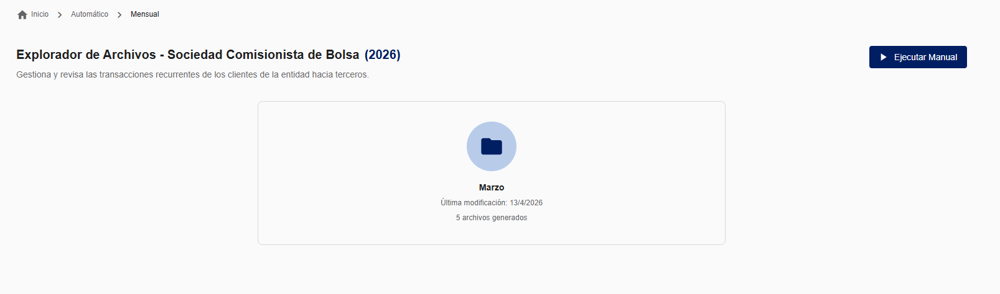 Inicio > Automático > Mensual
Explorador de Archivos - Sociedad Comisionista de Bolsa (2026)
Ejecutar Manual
Gestiona y revisa las transacciones recurrentes de los clientes de la entidad hacia terceros.
Marzo
Última modificación: 13/4/2026
5 archivos generados